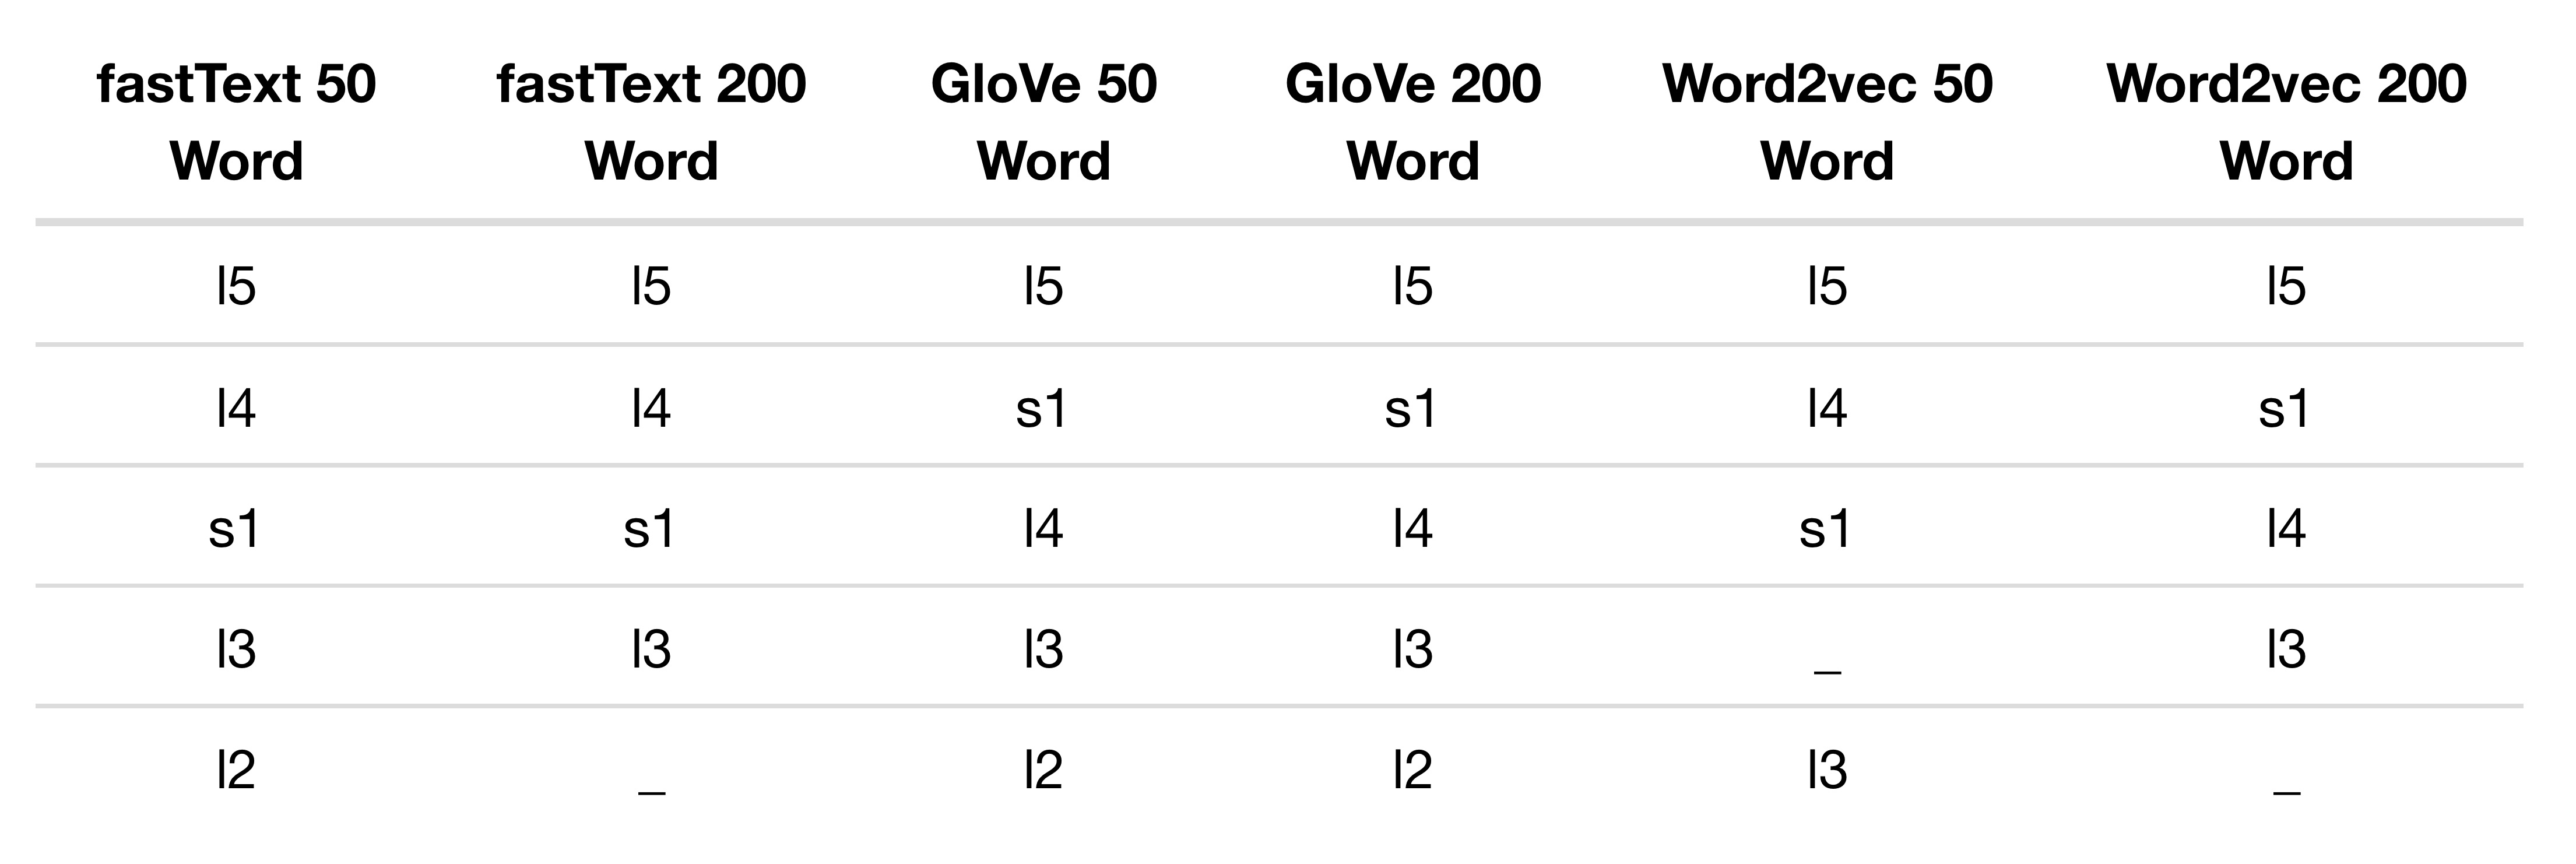 fastText 50 fastText 200 GloVe 50 GloVe 200 Word2vec 50 Word2vec 200
Word Word Word Word Word Word
l5 l5 l5 l5 l5 l5
l4 l4 s1 s1 l4 s1
s1 s1 l4 l4 s1 l4
l3 l3 l3 l3 _ l3
l2 _ l2 l2 l3 _